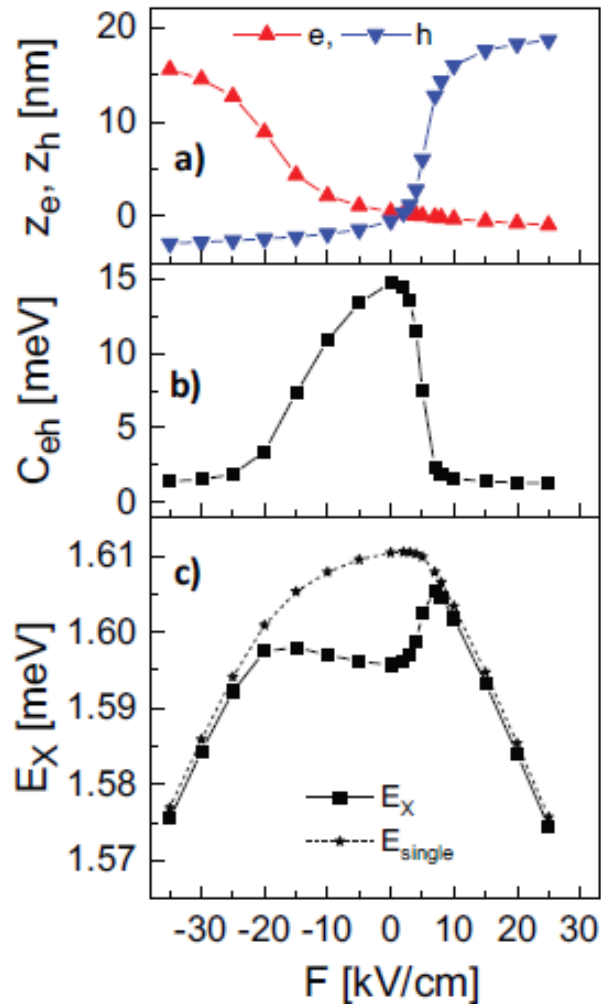 e, h
20
10
0
z_e, z_h [nm]
a)
15
10
5
0
C_eh [meV]
b)
1.61
1.60
1.59
1.58
1.57
E_X [meV]
c)
E_X
E_single
-30 -20 -10 0 10 20 30
F [kV/cm]